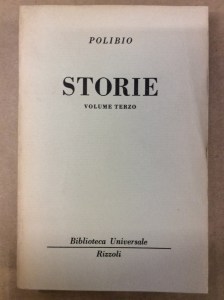 POLIBIO
STORIE
VOLUME TERZO
Biblioteca Universale
Rizzoli